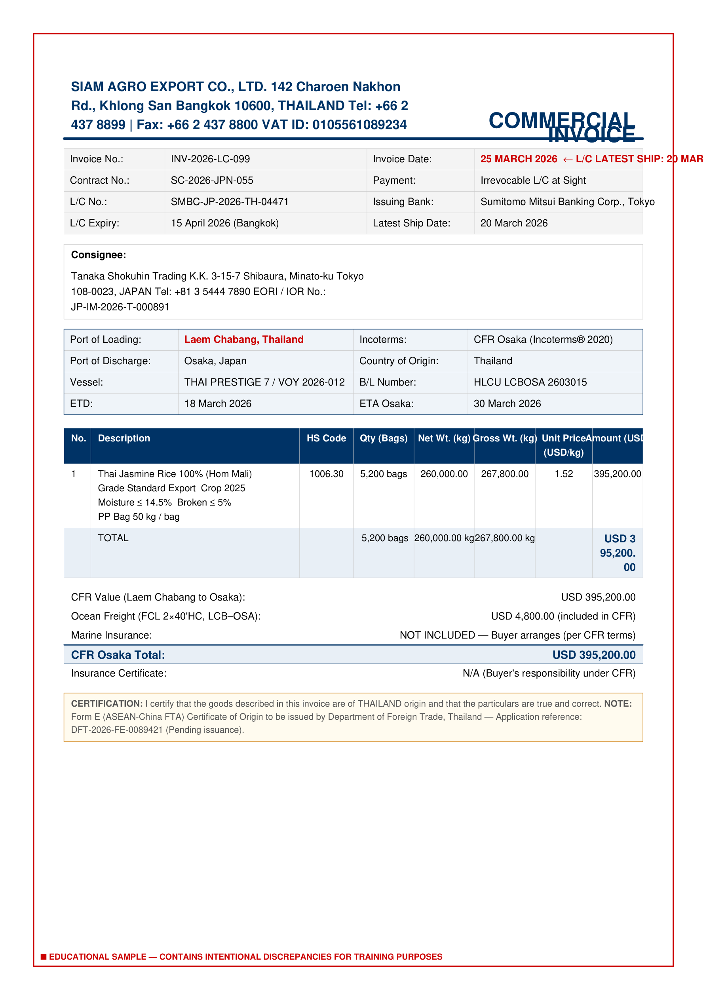 SIAM AGRO EXPORT CO., LTD. 142 Charoen Nakhon
Rd., Khlong San Bangkok 10600, THAILAND Tel: +66 2
437 8899 | Fax: +66 2 437 8800 VAT ID: 0105561089234
COMMERCIAL
INVOICE
Invoice No.: INV-2026-LC-099 Invoice Date: 25 MARCH 2026 ← L/C LATEST SHIP: 20 MAR
Contract No.: SC-2026-JPN-055 Payment: Irrevocable L/C at Sight
L/C No.: SMBC-JP-2026-TH-04471 Issuing Bank: Sumitomo Mitsui Banking Corp., Tokyo
L/C Expiry: 15 April 2026 (Bangkok) Latest Ship Date: 20 March 2026
Consignee:
Tanaka Shokuhin Trading K.K. 3-15-7 Shibaura, Minato-ku Tokyo
108-0023, JAPAN Tel: +81 3 5444 7890 EORI / IOR No.:
JP-IM-2026-T-000891
Port of Loading: Laem Chabang, Thailand Incoterms: CFR Osaka (Incoterms® 2020)
Port of Discharge: Osaka, Japan Country of Origin: Thailand
Vessel: THAI PRESTIGE 7 / VOY 2026-012 B/L Number: HLCU LCBOSA 2603015
ETD: 18 March 2026 ETA Osaka: 30 March 2026
No. Description HS Code Qty (Bags) Net Wt. (kg) Gross Wt. (kg) Unit Price Amount (USD
(USD/kg)
1 Thai Jasmine Rice 100% (Hom Mali) 1006.30 5,200 bags 260,000.00 267,800.00 1.52 395,200.00
Grade Standard Export Crop 2025
Moisture ≤ 14.5% Broken ≤ 5%
PP Bag 50 kg / bag
TOTAL 5,200 bags 260,000.00 kg 267,800.00 kg USD 3
95,200.
00
CFR Value (Laem Chabang to Osaka): USD 395,200.00
Ocean Freight (FCL 2×40'HC, LCB–OSA): USD 4,800.00 (included in CFR)
Marine Insurance: NOT INCLUDED — Buyer arranges (per CFR terms)
CFR Osaka Total: USD 395,200.00
Insurance Certificate: N/A (Buyer's responsibility under CFR)
CERTIFICATION: I certify that the goods described in this invoice are of THAILAND origin and that the particulars are true and correct. NOTE:
Form E (ASEAN-China FTA) Certificate of Origin to be issued by Department of Foreign Trade, Thailand — Application reference:
DFT-2026-FE-0089421 (Pending issuance).
■ EDUCATIONAL SAMPLE — CONTAINS INTENTIONAL DISCREPANCIES FOR TRAINING PURPOSES